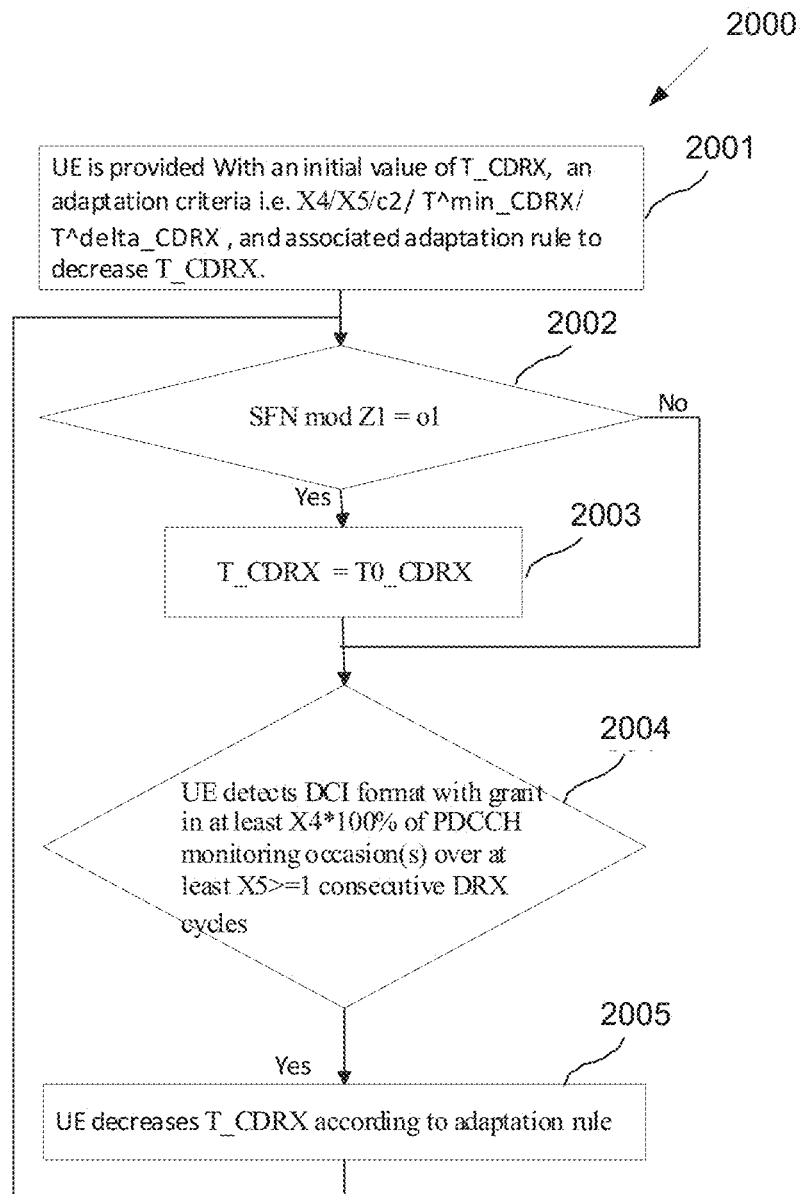 2000
2001
UE is provided With an initial value of T_CDRX, an
adaptation criteria i.e. X4/X5/c2/ T^min_CDRX/
T^delta_CDRX , and associated adaptation rule to
decrease T_CDRX.
2002
SFN mod Z1 = o1
No
Yes
2003
T_CDRX = T0_CDRX
2004
UE detects DCI format with grant
in at least X4*100% of PDCCH
monitoring occasion(s) over at
least X5>=1 consecutive DRX
cycles
2005
Yes
UE decreases T_CDRX according to adaptation rule